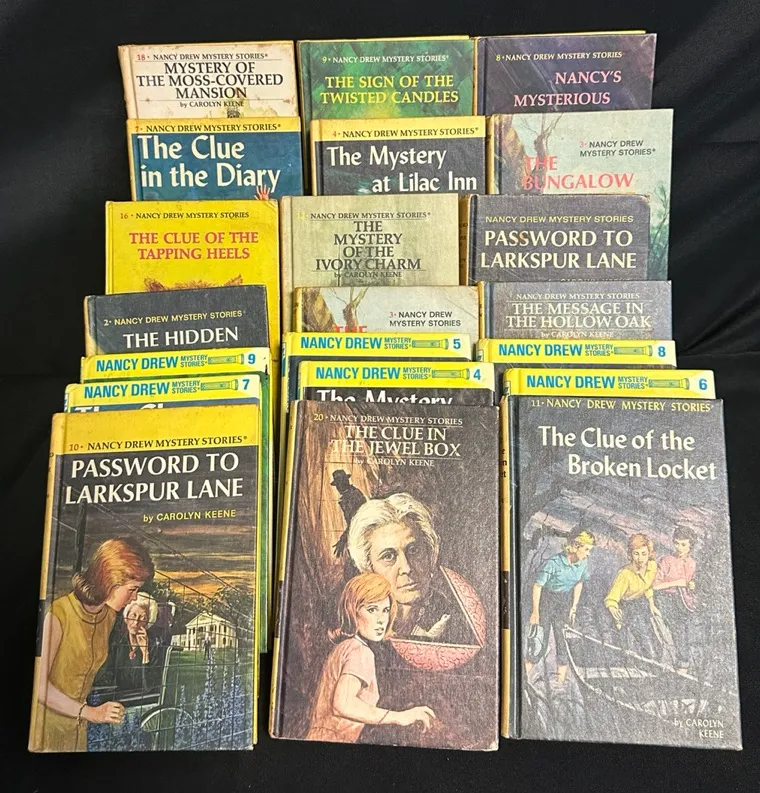 18• NANCY DREW MYSTERY STORIES®
MYSTERY OF
THE MOSS-COVERED
MANSION
by CAROLYN KEENE
9• NANCY DREW MYSTERY STORIES®
THE SIGN OF THE
TWISTED CANDLES
8• NANCY DREW MYSTERY STORIES
NANCY'S
MYSTERIOUS
7• NANCY DREW MYSTERY STORIES®
The Clue
in the Diary
4• NANCY DREW MYSTERY STORIES®
The Mystery
at Lilac Inn
3• NANCY DREW
MYSTERY STORIES®
THE
BUNGALOW
16• NANCY DREW MYSTERY STORIES
THE CLUE OF THE
TAPPING HEELS
NANCY DREW MYSTERY STORIES®
THE
MYSTERY
OF THE
IVORY CHARM
by CAROLYN KEENE
NANCY DREW MYSTERY STORIES
PASSWORD TO
LARKSPUR LANE
2• NANCY DREW MYSTERY STORIES
THE HIDDEN
3• NANCY DREW
MYSTERY STORIES
THE
NANCY DREW MYSTERY STORIES
THE MESSAGE IN
THE HOLLOW OAK
by CAROLYN KEENE
NANCY DREW MYSTERY STORIES® 9
NANCY DREW MYSTERY STORIES® 5
NANCY DREW MYSTERY STORIES® 8
NANCY DREW MYSTERY STORIES® 7
NANCY DREW MYSTERY STORIES® 4
The Mystery
NANCY DREW MYSTERY STORIES® 6
10• NANCY DREW MYSTERY STORIES®
PASSWORD TO
LARKSPUR LANE
by CAROLYN KEENE
20• NANCY DREW MYSTERY STORIES
THE CLUE IN
THE JEWEL BOX
by CAROLYN KEENE
11• NANCY DREW MYSTERY STORIES®
The Clue of the
Broken Locket
by CAROLYN
KEENE